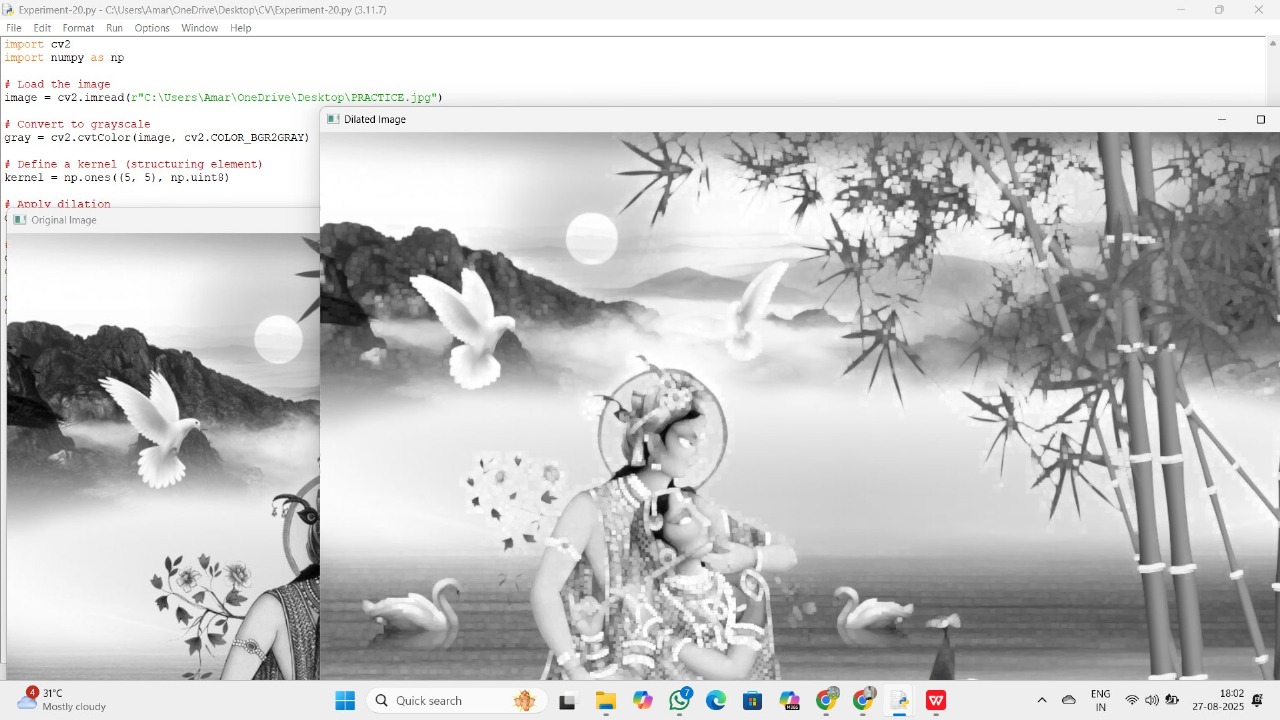 Experiment-20.py - C:\Users\Amar\OneDrive\Desktop\CV\Experiment-20.py (3.11.7)
File Edit Format Run Options Window Help
import cv2
import numpy as np
# Load the image
image = cv2.imread(r"C:\Users\Amar\OneDrive\Desktop\PRACTICE.jpg")
# Convert to grayscale
gray = cv2.cvtColor(image, cv2.COLOR_BGR2GRAY)
# Define a kernel (structuring element)
kernel = np.ones((5, 5), np.uint8)
# Apply dilation
Dilated Image
Original Image
4
31°C
Mostly cloudy
Quick search
7
M365
ENG
IN
18:02
27-08-2025